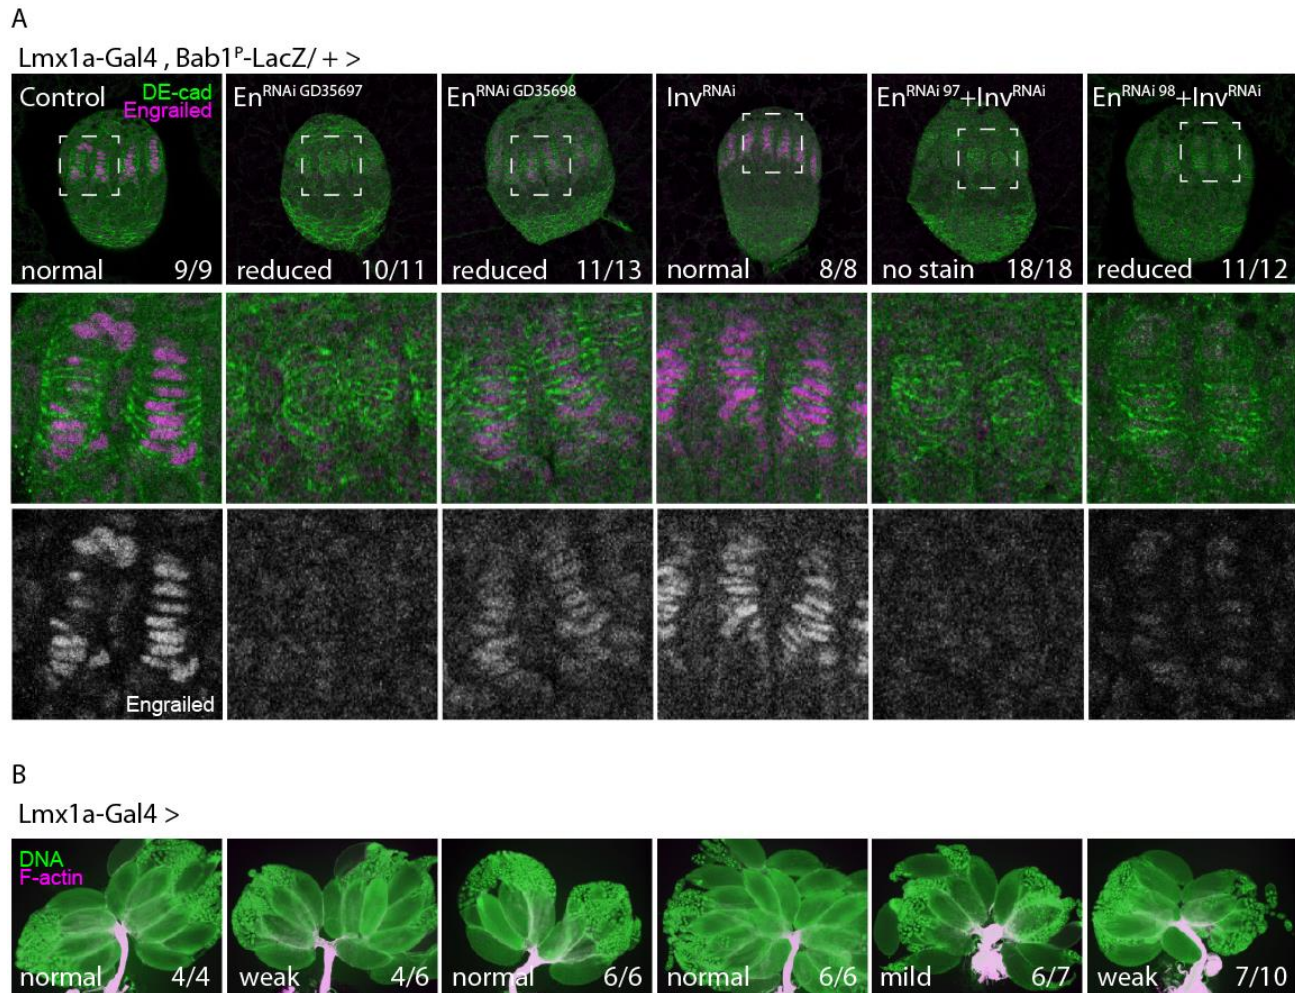 A
Lmx1a-Gal4 , Bab1ᴾ-LacZ/ + >
Control
DE-cad
Engrailed
normal 9/9
Enᴿᴺᴬⁱ ᴳᴰ³⁵⁶⁹⁷
reduced 10/11
Enᴿᴺᴬⁱ ᴳᴰ³⁵⁶⁹⁸
reduced 11/13
Invᴿᴺᴬⁱ
normal 8/8
Enᴿᴺᴬⁱ ⁹⁷+Invᴿᴺᴬⁱ
no stain 18/18
Enᴿᴺᴬⁱ ⁹⁸+Invᴿᴺᴬⁱ
reduced 11/12
Engrailed
B
Lmx1a-Gal4 >
DNA
F-actin
normal 4/4
weak 4/6
normal 6/6
normal 6/6
mild 6/7
weak 7/10